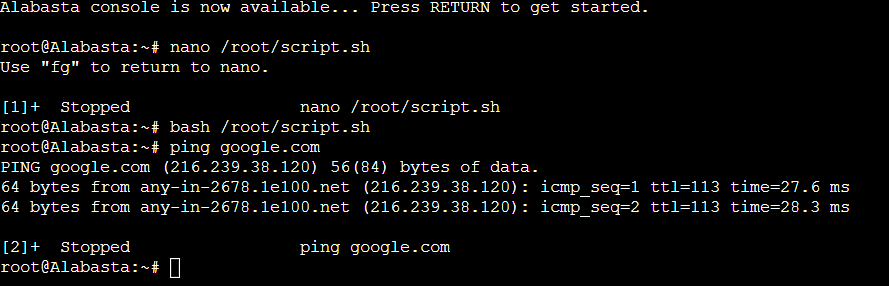 Alabasta console is now available... Press RETURN to get started.
root@Alabasta:~# nano /root/script.sh
Use "fg" to return to nano.
[1]+  Stopped                 nano /root/script.sh
root@Alabasta:~# bash /root/script.sh
root@Alabasta:~# ping google.com
PING google.com (216.239.38.120) 56(84) bytes of data.
64 bytes from any-in-2678.1e100.net (216.239.38.120): icmp_seq=1 ttl=113 time=27.6 ms
64 bytes from any-in-2678.1e100.net (216.239.38.120): icmp_seq=2 ttl=113 time=28.3 ms
[2]+  Stopped                 ping google.com
root@Alabasta:~#